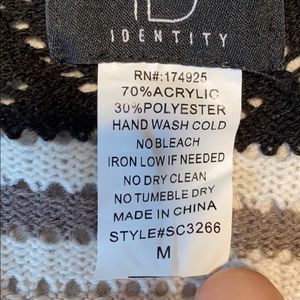 ID
IDENTITY
RN#:174925
70%ACRYLIC
30%POLYESTER
HAND WASH COLD
NO BLEACH
IRON LOW IF NEEDED
NO DRY CLEAN
NO TUMEBLE DRY
MADE IN CHINA
STYLE#SC3266
M